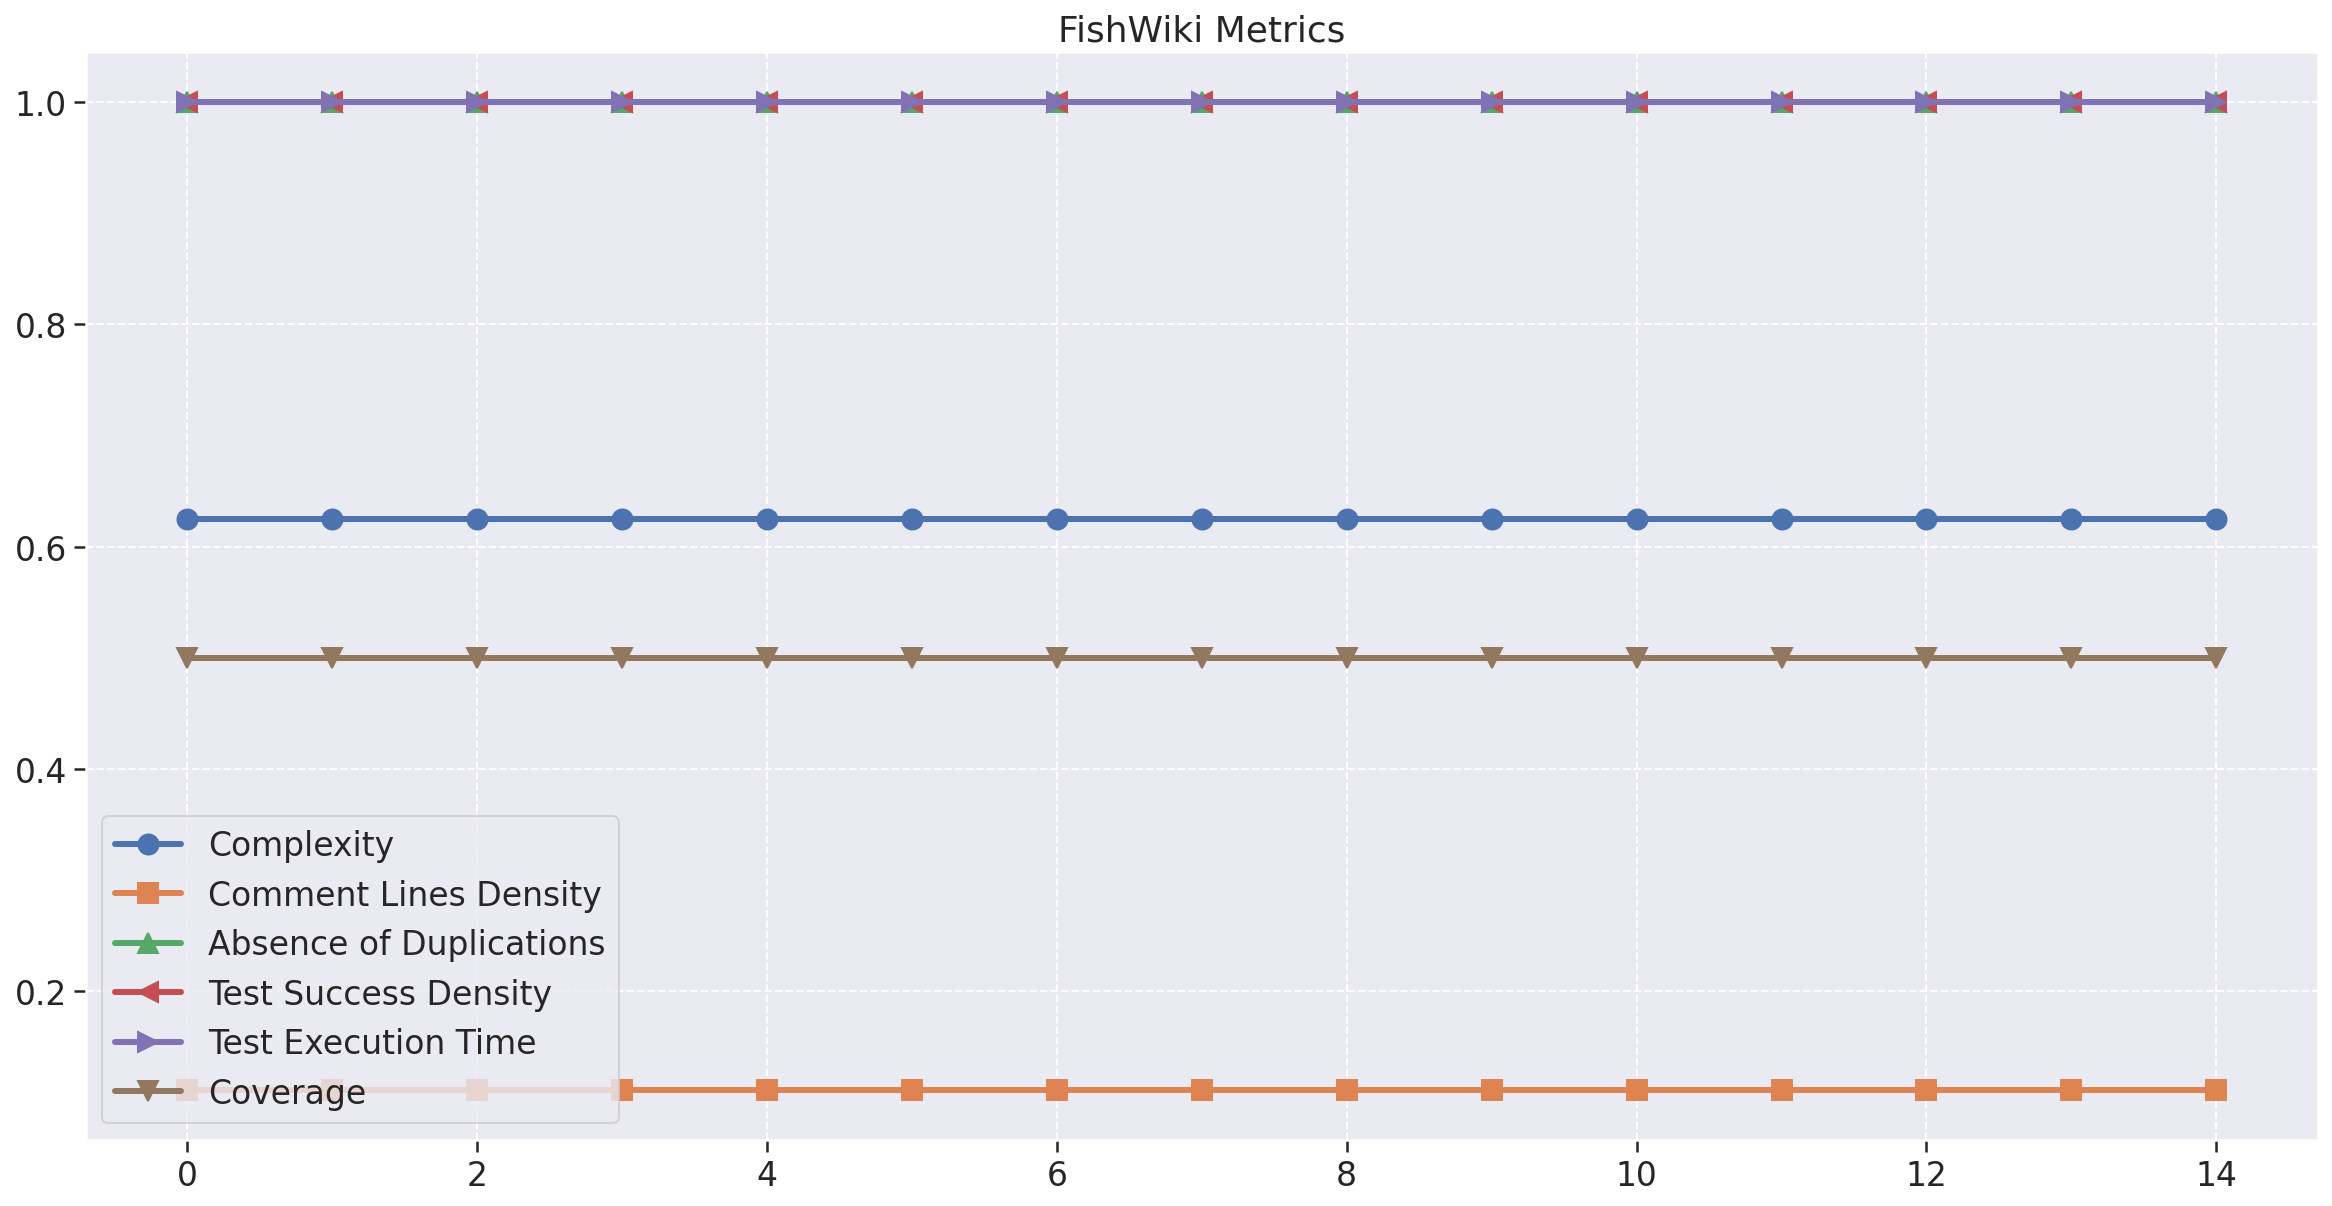 FishWiki Metrics
1.0
0.8
0.6
0.4
0.2
Complexity
Comment Lines Density
Absence of Duplications
Test Success Density
Test Execution Time
Coverage
0 2 4 6 8 10 12 14